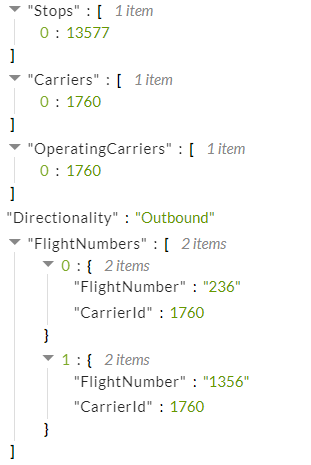 "Stops" : [ 1 item
0 : 13577
]
"Carriers" : [ 1 item
0 : 1760
]
"OperatingCarriers" : [ 1 item
0 : 1760
]
"Directionality" : "Outbound"
"FlightNumbers" : [ 2 items
0 : { 2 items
"FlightNumber" : "236"
"CarrierId" : 1760
}
1 : { 2 items
"FlightNumber" : "1356"
"CarrierId" : 1760
}
]